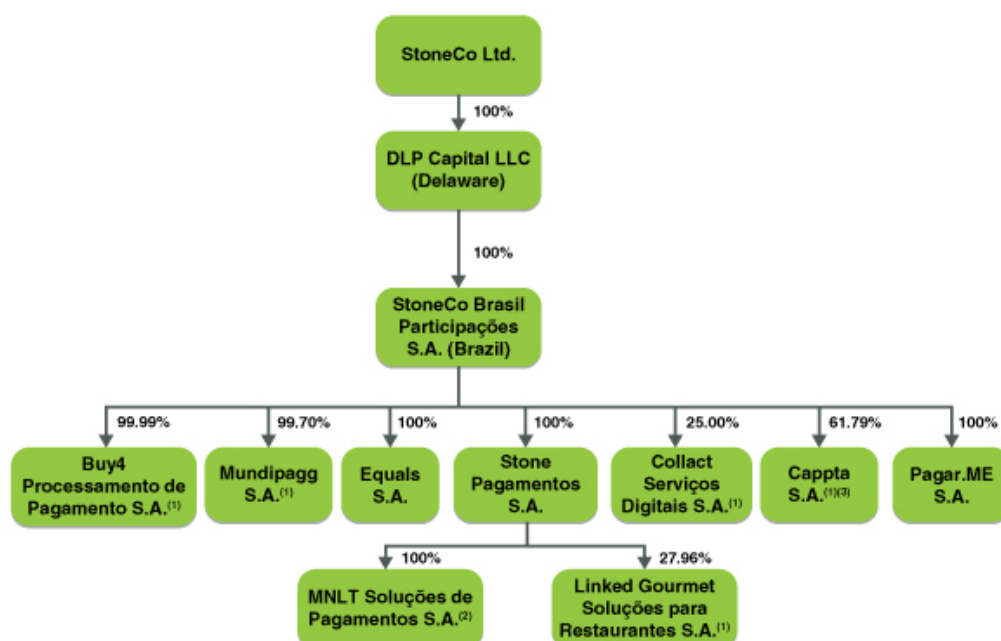 StoneCo Ltd.
100%
DLP Capital LLC
(Delaware)
100%
StoneCo Brasil
Participações
S.A. (Brazil)
99.99%
99.70%
100%
100%
25.00%
61.79%
100%
Buy4
Processamento de
Pagamento S.A.(1)
Mundipagg
S.A.(1)
Equals
S.A.
Stone
Pagamentos
S.A.
Collact
Serviços
Digitais S.A.(1)
Cappta
S.A.(1)(3)
Pagar.ME
S.A.
100%
27.96%
MNLT Soluções de
Pagamentos S.A.(2)
Linked Gourmet
Soluções para
Restaurantes S.A.(1)